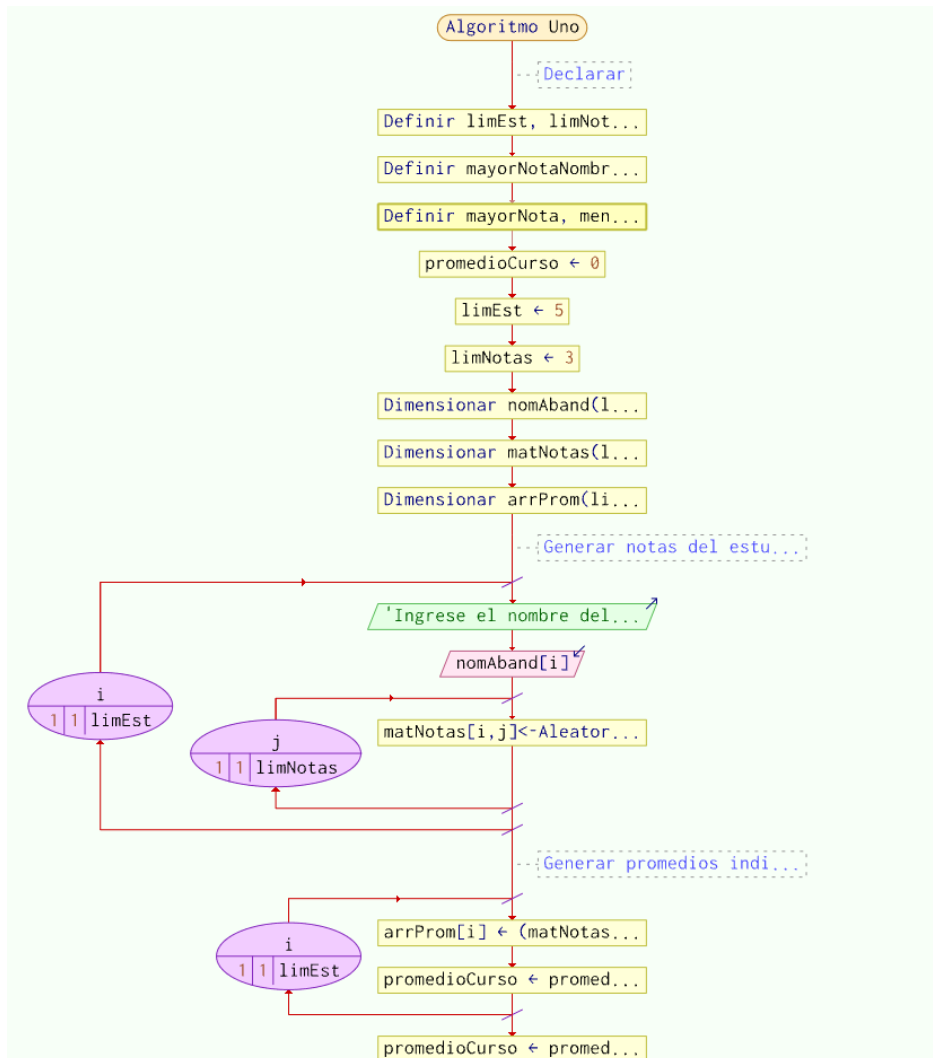 Algoritmo Uno
Declarar
Definir limEst, limNot...
Definir mayorNotaNombr...
Definir mayorNota, men...
promedioCurso ← 0
limEst ← 5
limNotas ← 3
Dimensionar nomAband(l...
Dimensionar matNotas(l...
Dimensionar arrProm(li...
Generar notas del estu...
'Ingrese el nombre del...
nomAband[i]
i
1 1 limEst
matNotas[i,j]<-Aleator...
j
1 1 limNotas
Generar promedios indi...
arrProm[i] ← (matNotas...
i
1 1 limEst
promedioCurso ← promed...
promedioCurso ← promed...